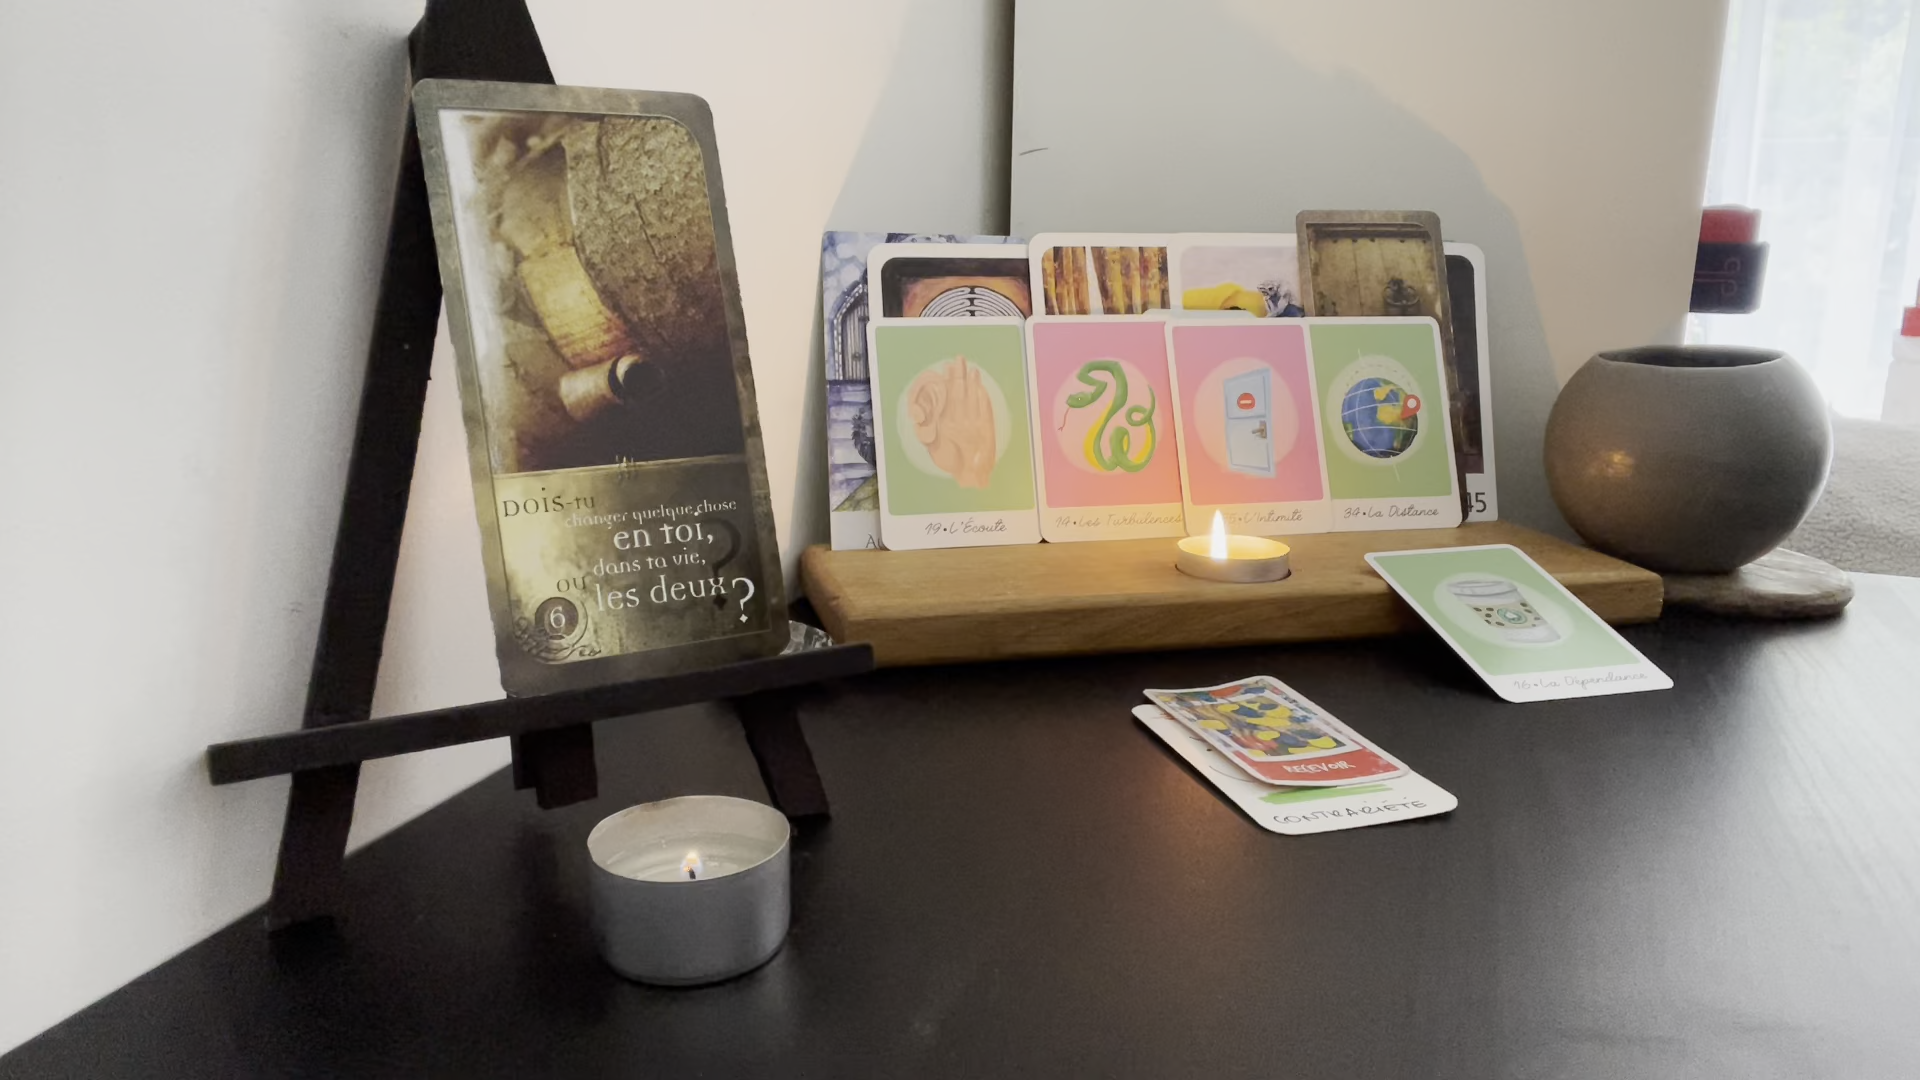 Dois-tu
changer quelque chose
en toi,
dans ta vie,
ou les deux ?
6
19•L'Écoute
14•Les Turbulences
5•L'Intimité
34•La Distance
45
16•La Dépendance
RECEVOIR
CONTRARIÉTÉ